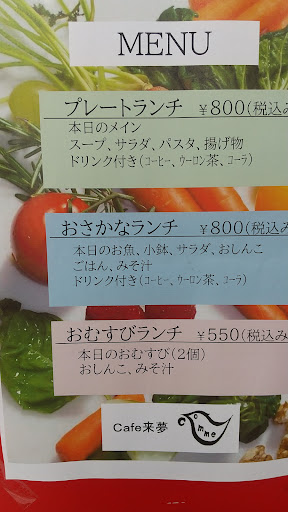 MENU
プレートランチ ¥800(税込み
本日のメイン
スープ、サラダ、パスタ、揚げ物
ドリンク付き(コーヒー、ウーロン茶、コーラ)
おさかなランチ ¥800(税込み
本日のお魚、小鉢、サラダ、おしんこ
ごはん、みそ汁
ドリンク付き(コーヒー、ウーロン茶、コーラ)
おむすびランチ ¥550(税込み
本日のおむすび(2個)
おしんこ、みそ汁
Cafe来夢
comme